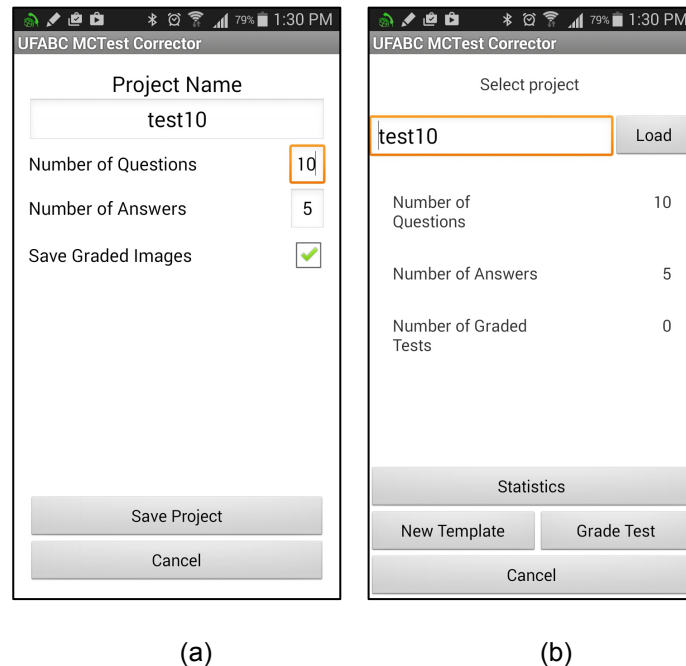 79% 1:30 PM
UFABC MCTest Corrector
Project Name
test10
Number of Questions 10
Number of Answers 5
Save Graded Images
Save Project
Cancel
(a)
79% 1:30 PM
UFABC MCTest Corrector
Select project
test10 Load
Number of 10
Questions
Number of Answers 5
Number of Graded 0
Tests
Statistics
New Template Grade Test
Cancel
(b)